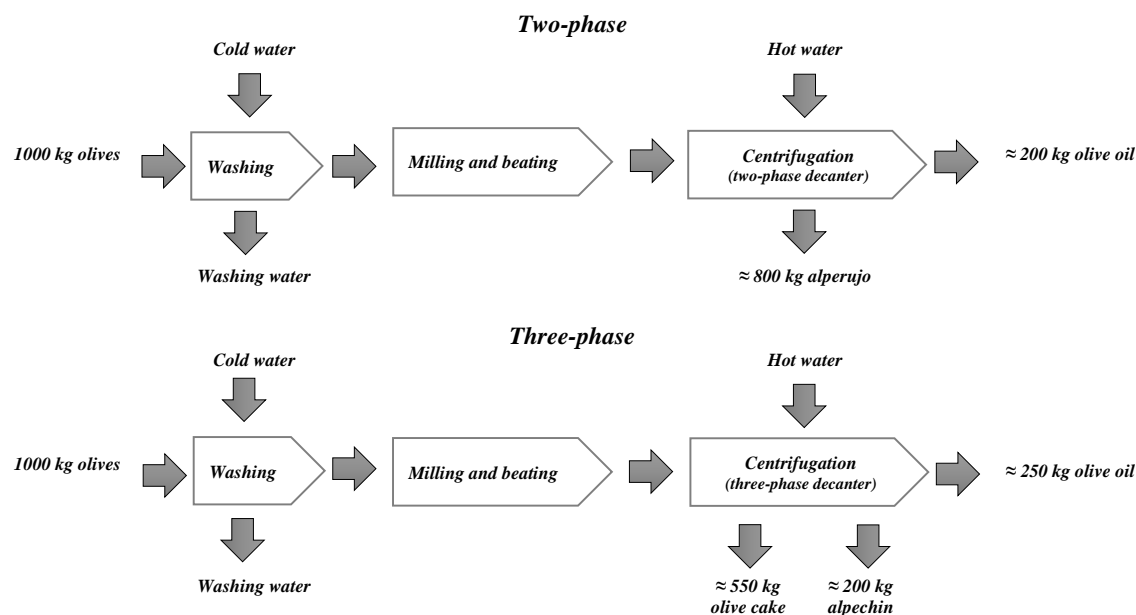 Two-phase
Cold water
Hot water
1000 kg olives
Washing
Milling and beating
Centrifugation
(two-phase decanter)
≈ 200 kg olive oil
Washing water
≈ 800 kg alperujo
Three-phase
Cold water
Hot water
1000 kg olives
Washing
Milling and beating
Centrifugation
(three-phase decanter)
≈ 250 kg olive oil
Washing water
≈ 550 kg
olive cake
≈ 200 kg
alpechin